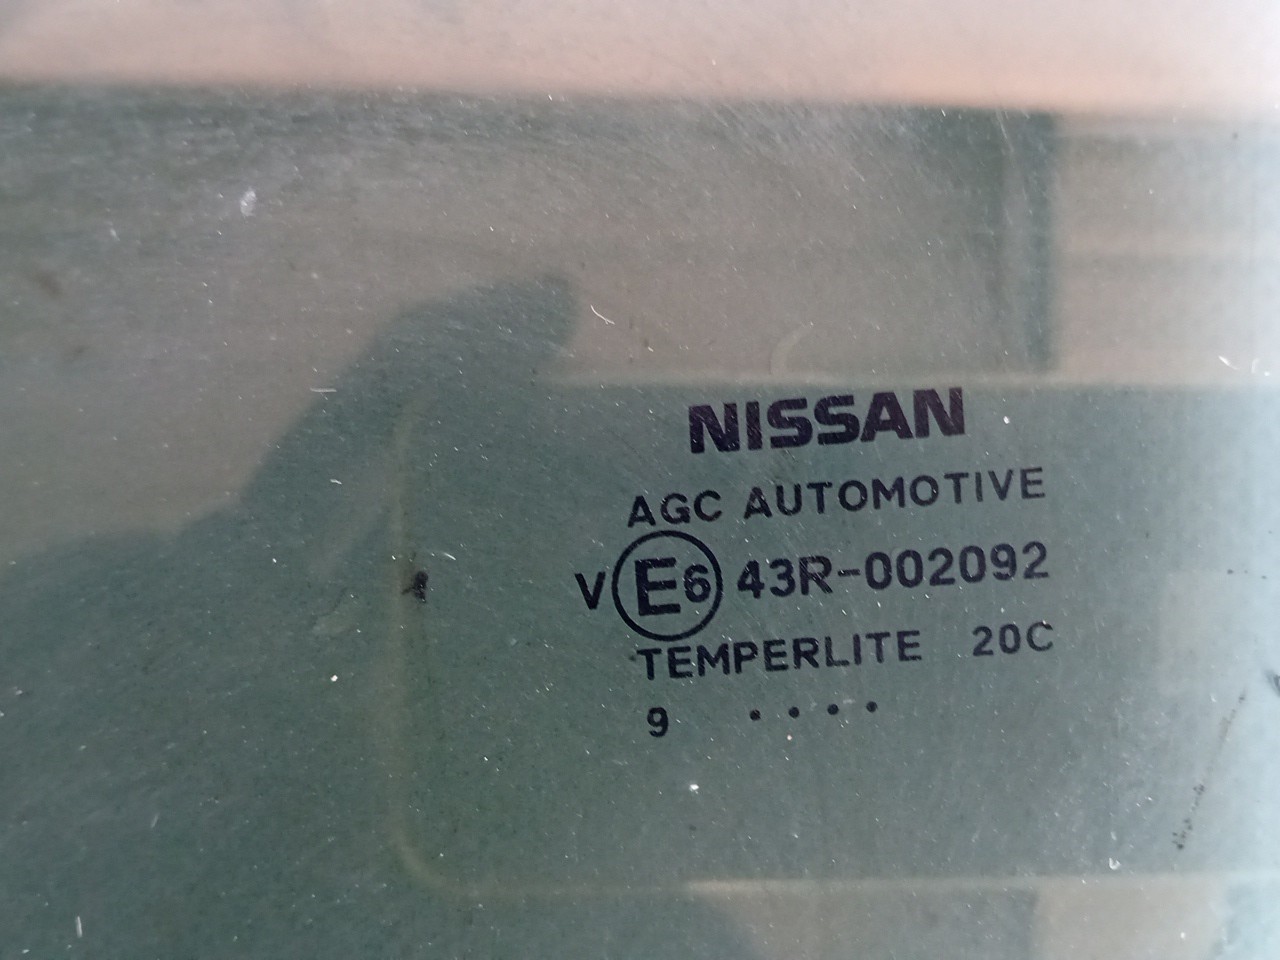 NISSAN
AGC AUTOMOTIVE
V E6 43R-002092
TEMPERLITE 20C
9 ••••